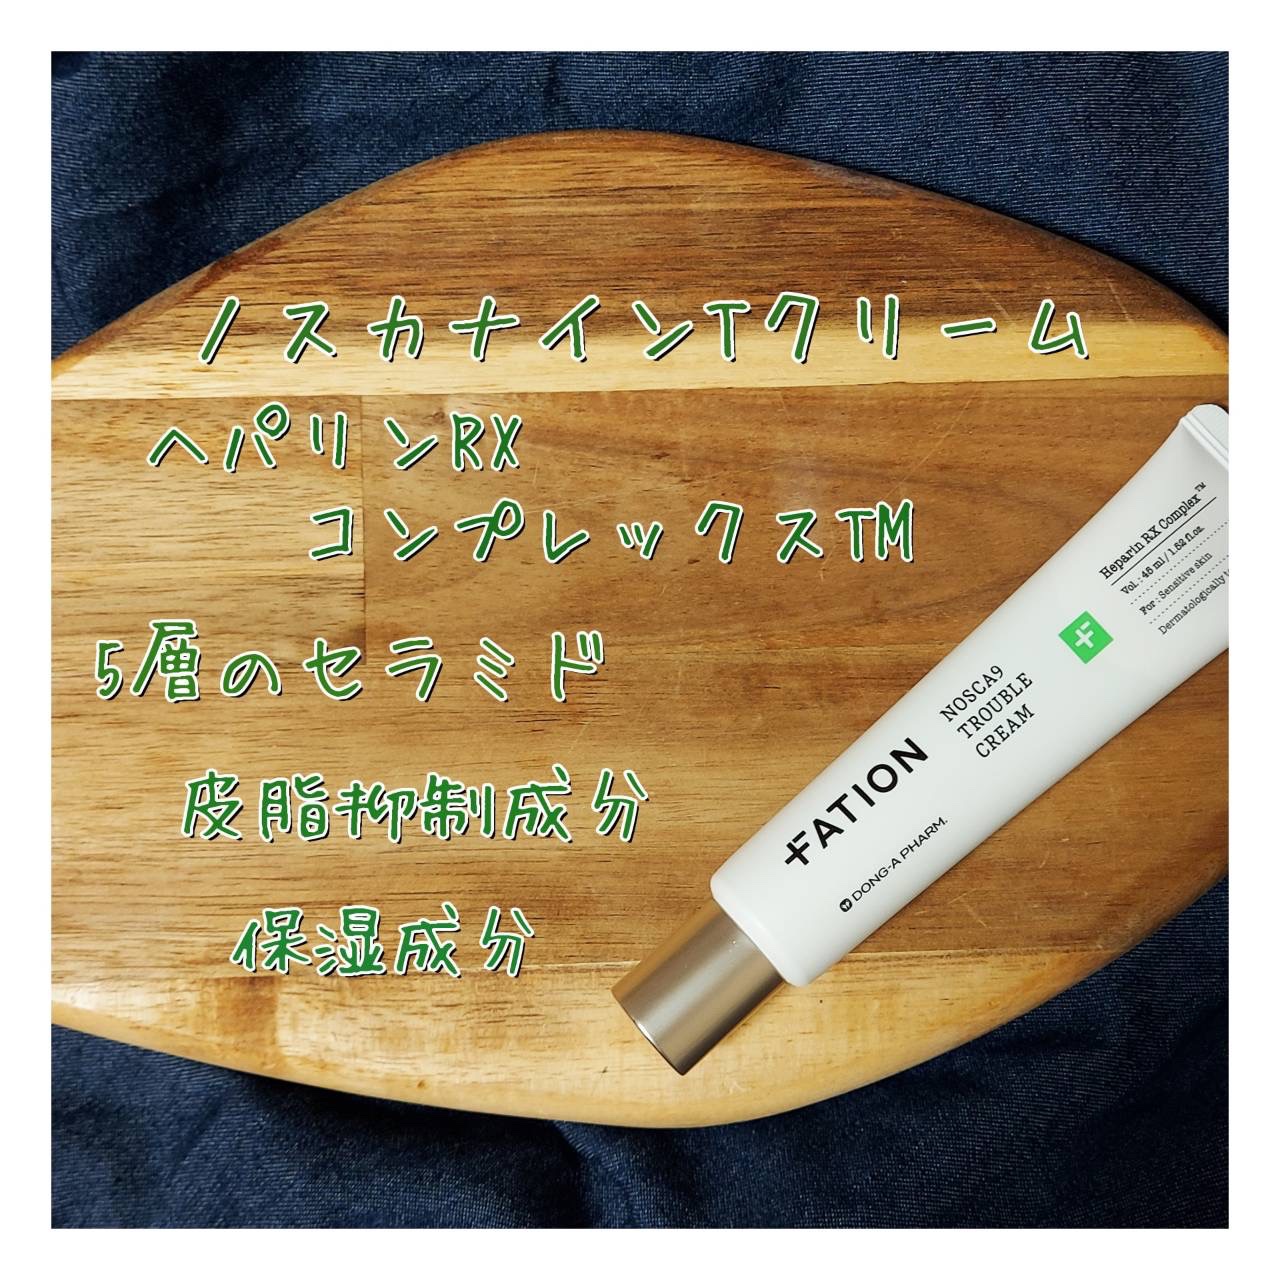 ノスカナインTクリーム
ヘパリンRX
コンプレックスTM
5層のセラミド
皮脂抑制成分
保湿成分
Heparin RX Complex™
Vol. : 45 ml / 1.52 fl.oz.
For : Sensitive skin
Dermatologically
NOSCA9
TROUBLE
CREAM
FATION
DONG-A PHARM.